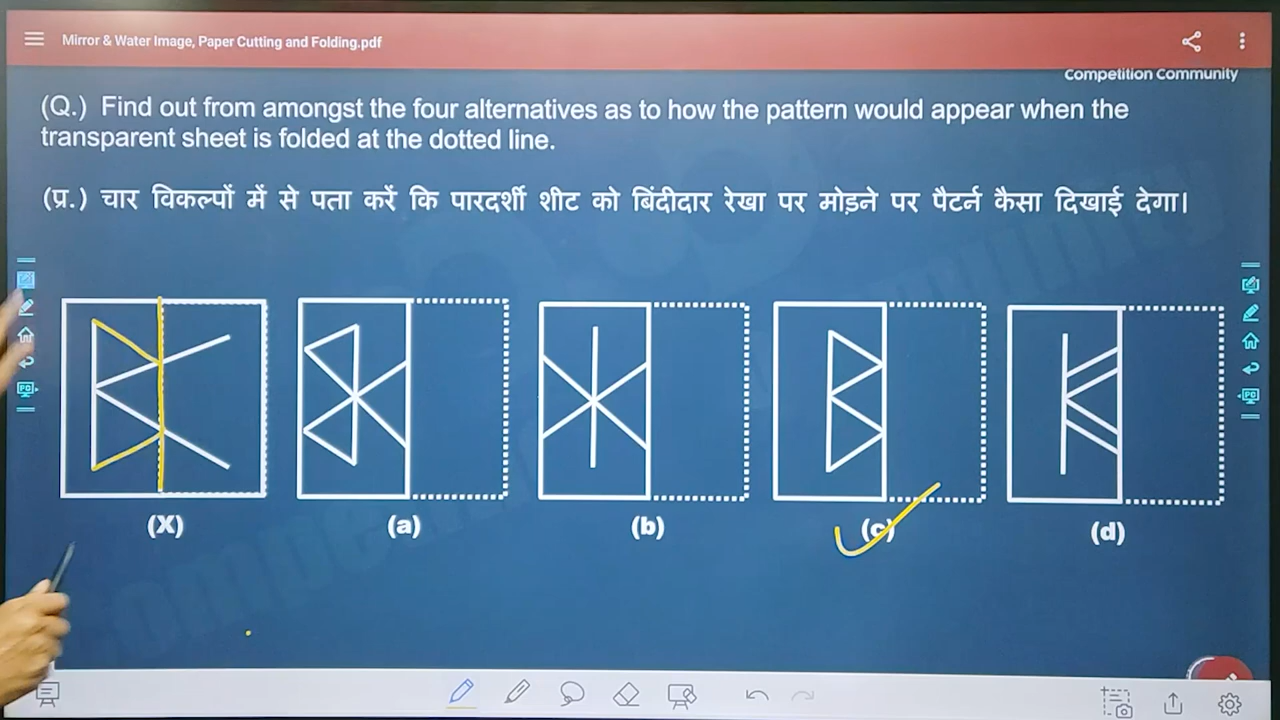 Mirror & Water Image, Paper Cutting and Folding.pdf
Competition Community
(Q.) Find out from amongst the four alternatives as to how the pattern would appear when the
transparent sheet is folded at the dotted line.
(प्र.) चार विकल्पों में से पता करें कि पारदर्शी शीट को बिंदीदार रेखा पर मोड़ने पर पैटर्न कैसा दिखाई देगा।
(X) (a) (b) (c) (d)